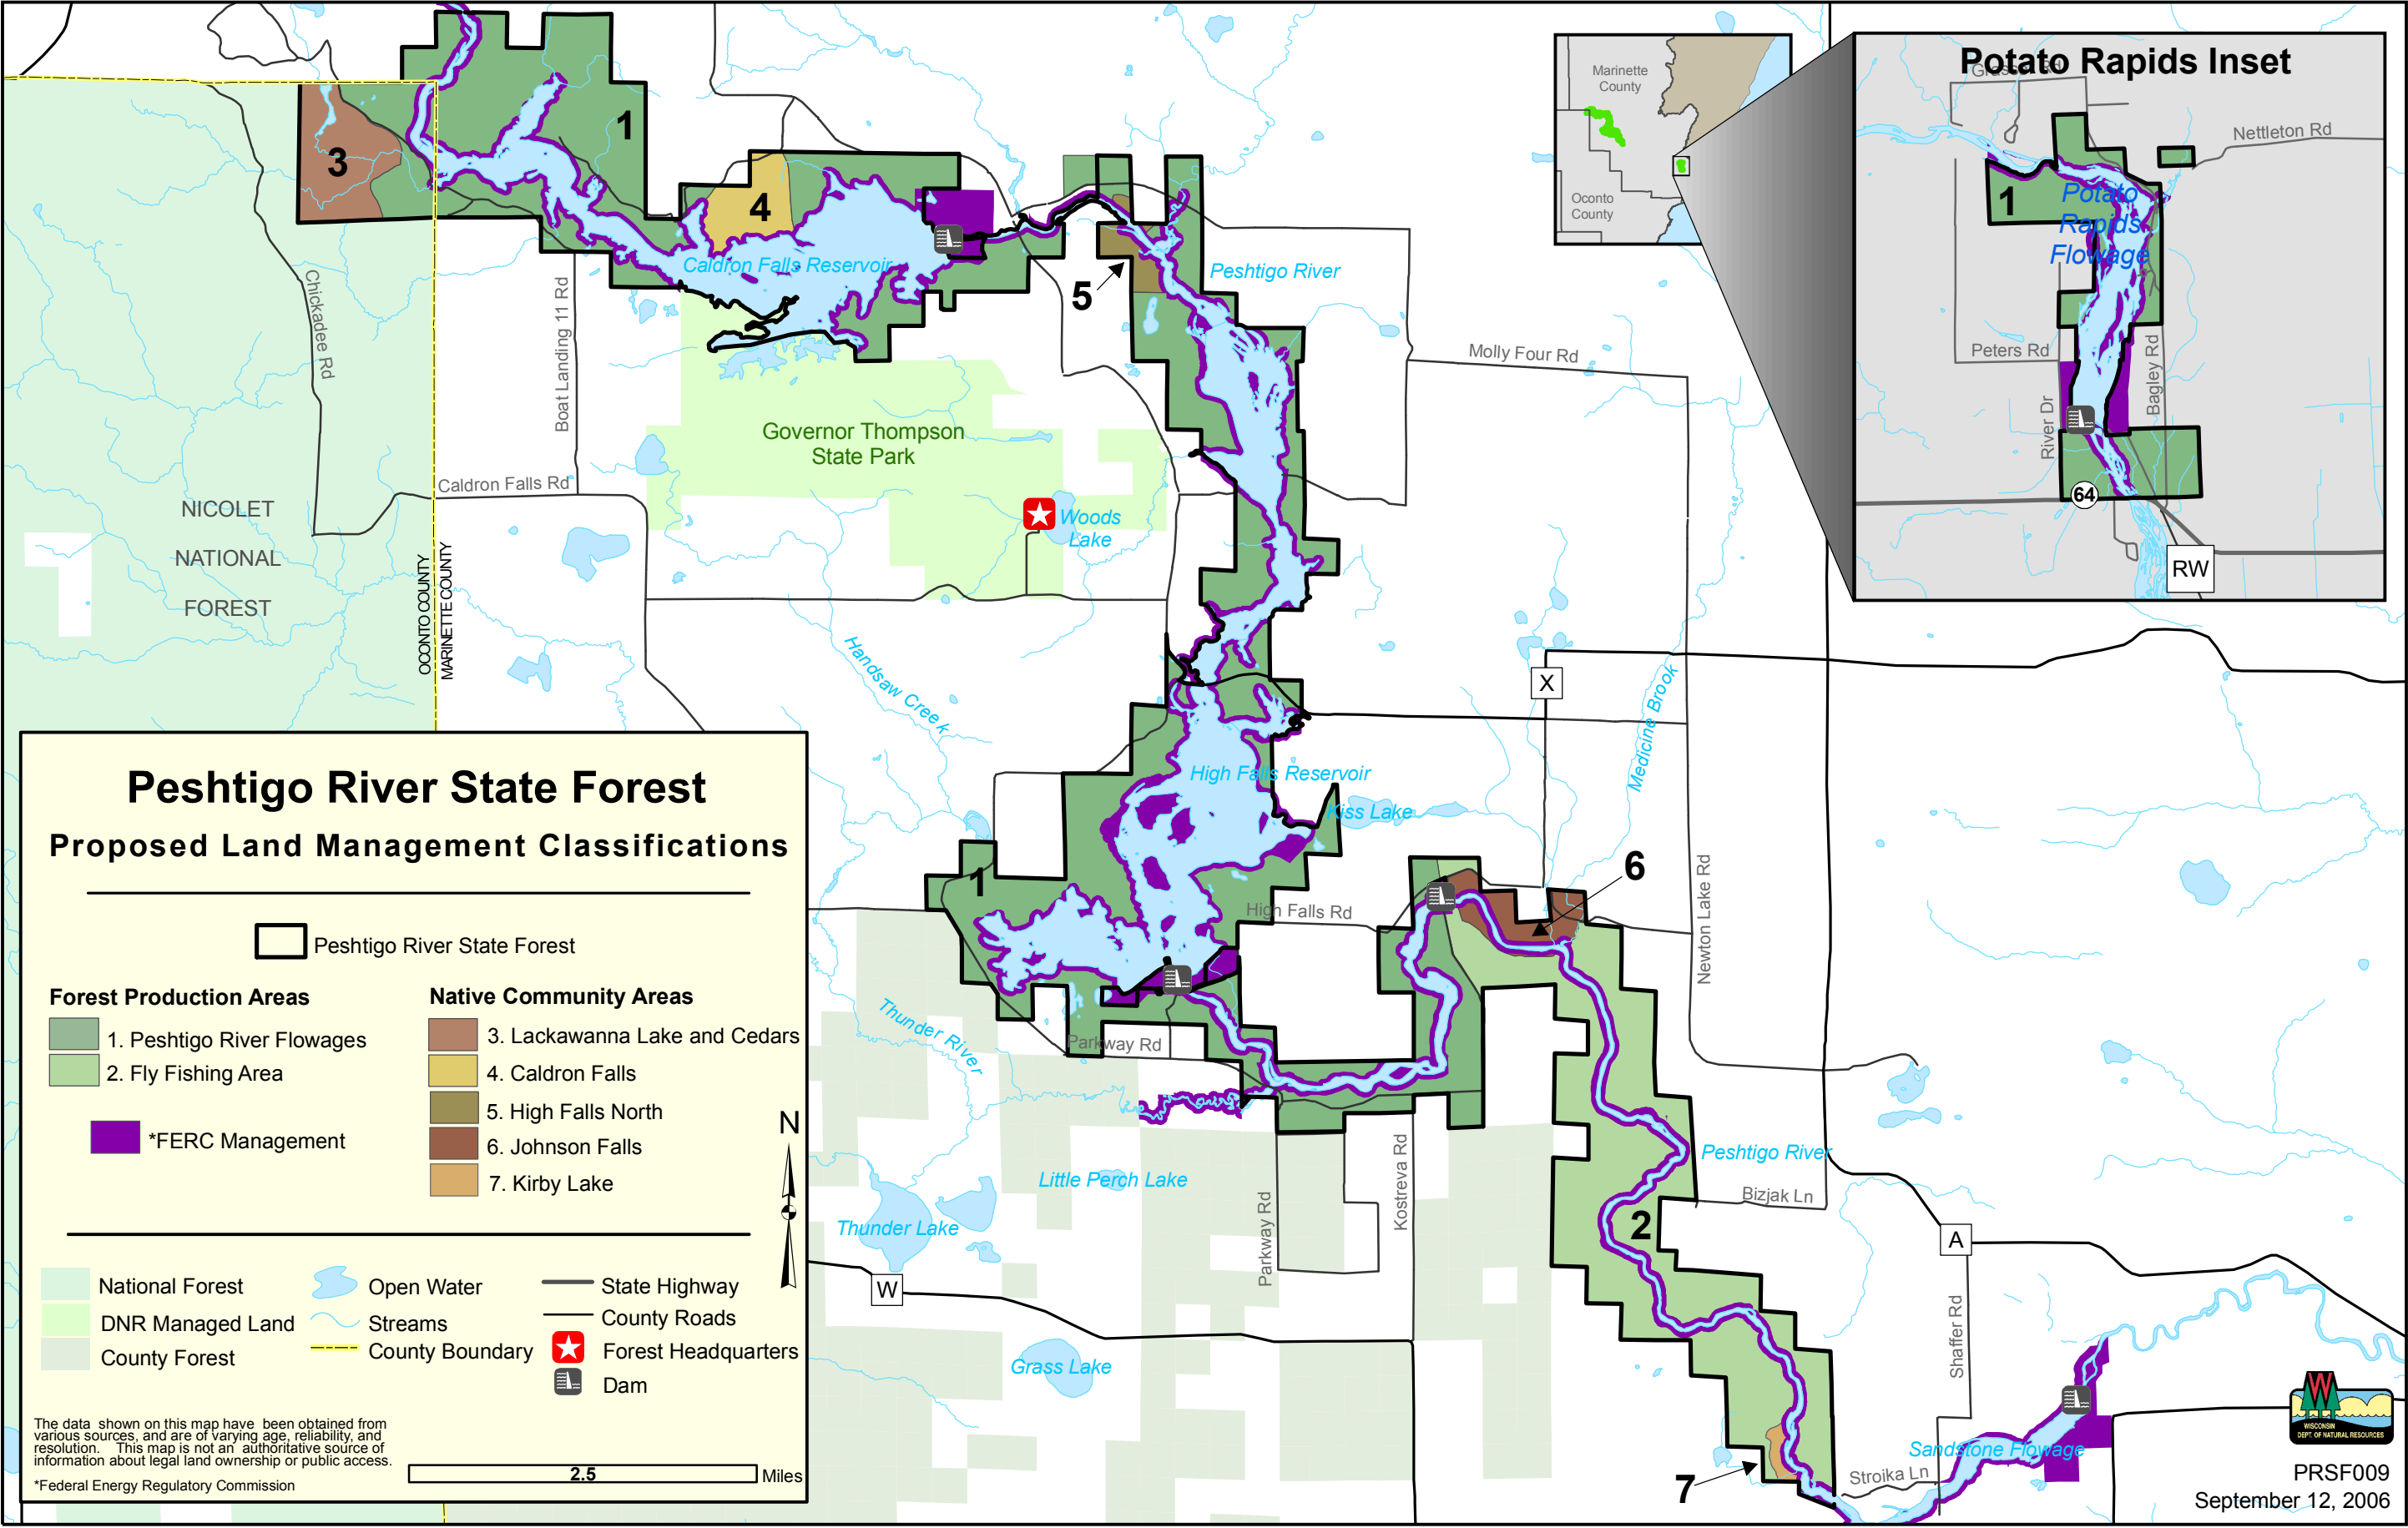 Potato Rapids Inset
Grasser Rd
Nettleton Rd
1
Potato
Rapids
Flowage
Peters Rd
River Dr
Bagley Rd
64
RW
Marinette
County
Oconto
County
1
3
4
5
Caldron Falls Reservoir
Peshtigo River
Chickadee Rd
Boat Landing 11 Rd
Molly Four Rd
Governor Thompson
State Park
Caldron Falls Rd
Woods
Lake
NICOLET
NATIONAL
FOREST
OCONTO COUNTY
MARINETTE COUNTY
Handsaw Creek
X
Medicine Brook
High Falls Reservoir
Kiss Lake
6
1
High Falls Rd
Newton Lake Rd
Thunder River
Parkway Rd
Peshtigo River
Little Perch Lake
Bizjak Ln
Thunder Lake
Parkway Rd
Kostreva Rd
2
A
W
Shaffer Rd
Grass Lake
Sandstone Flowage
Stroika Ln
7
Peshtigo River State Forest
Proposed Land Management Classifications
Peshtigo River State Forest
Forest Production Areas
1. Peshtigo River Flowages
2. Fly Fishing Area
*FERC Management
Native Community Areas
3. Lackawanna Lake and Cedars
4. Caldron Falls
5. High Falls North
6. Johnson Falls
7. Kirby Lake
N
National Forest
DNR Managed Land
County Forest
Open Water
Streams
County Boundary
State Highway
County Roads
Forest Headquarters
Dam
The data shown on this map have been obtained from
various sources, and are of varying age, reliability, and
resolution. This map is not an authoritative source of
information about legal land ownership or public access.
*Federal Energy Regulatory Commission
2.5 Miles
W
WISCONSIN
DEPT. OF NATURAL RESOURCES
PRSF009
September 12, 2006